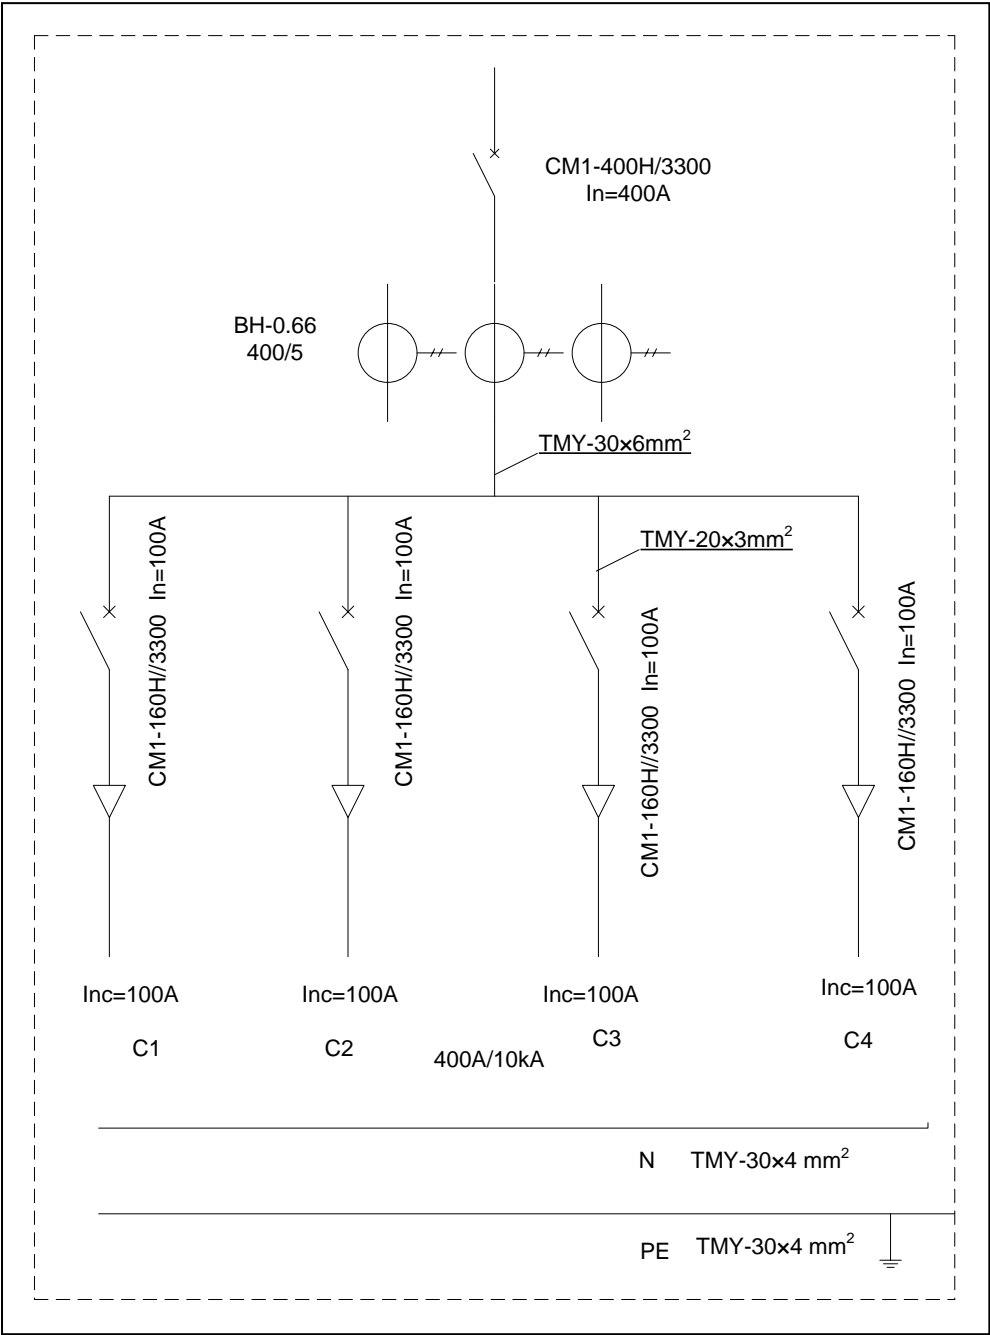 CM1-400H/3300
In=400A
BH-0.66
400/5
TMY-30×6mm²
TMY-20×3mm²
CM1-160H//3300 In=100A
CM1-160H//3300 In=100A
CM1-160H//3300 In=100A
CM1-160H//3300 In=100A
Inc=100A
Inc=100A
Inc=100A
Inc=100A
C1
C2
400A/10kA
C3
C4
N TMY-30×4 mm²
PE TMY-30×4 mm²